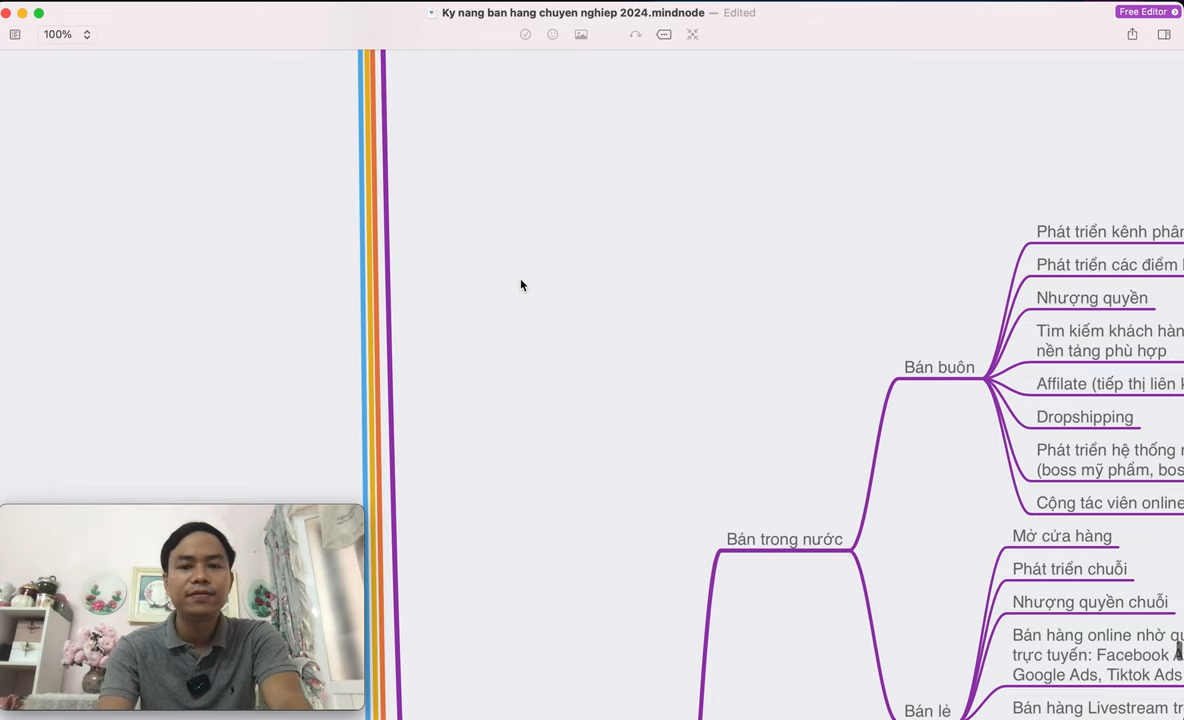 Ky nang ban hang chuyen nghiep 2024.mindnode — Edited
Free Editor
100%
Phát triển kênh phân
Phát triển các điểm
Nhượng quyền
Tìm kiếm khách hàn
nền tảng phù hợp
Bán buôn
Affilate (tiếp thị liên k
Dropshipping
Phát triển hệ thống
(boss mỹ phẩm, bos
Cộng tác viên online
Bán trong nước
Mở cửa hàng
Phát triển chuỗi
Nhượng quyền chuỗi
Bán hàng online nhờ qu
trực tuyến: Facebook A
Google Ads, Tiktok Ads
Bán lẻ
Bán hàng Livestream tr